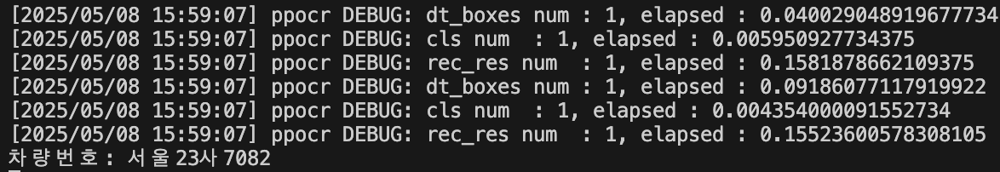 [2025/05/08 15:59:07] ppocr DEBUG: dt_boxes num : 1, elapsed : 0.040029048919677734
[2025/05/08 15:59:07] ppocr DEBUG: cls num  : 1, elapsed : 0.005950927734375
[2025/05/08 15:59:07] ppocr DEBUG: rec_res num  : 1, elapsed : 0.1581878662109375
[2025/05/08 15:59:07] ppocr DEBUG: dt_boxes num : 1, elapsed : 0.09186077117919922
[2025/05/08 15:59:07] ppocr DEBUG: cls num  : 1, elapsed : 0.004354000091552734
[2025/05/08 15:59:07] ppocr DEBUG: rec_res num  : 1, elapsed : 0.15523600578308105
차량번호: 서울23사7082